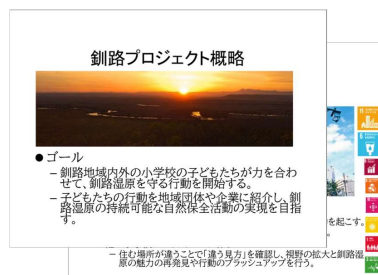 釧路プロジェクト概略
●ゴール
– 釧路地域内外の小学校の子どもたちが力を合わ
せて、釧路湿原を守る行動を開始する。
– 子どもたちの行動を地域団体や企業に紹介し、釧
路湿原の持続可能な自然保全活動の実現を目指
す。
を起こす。
– 住む場所が違うことで「違う見方」を確認し、視野の拡大と釧路湿
原の魅力の再発見や行動のブラッシュアップを行う。